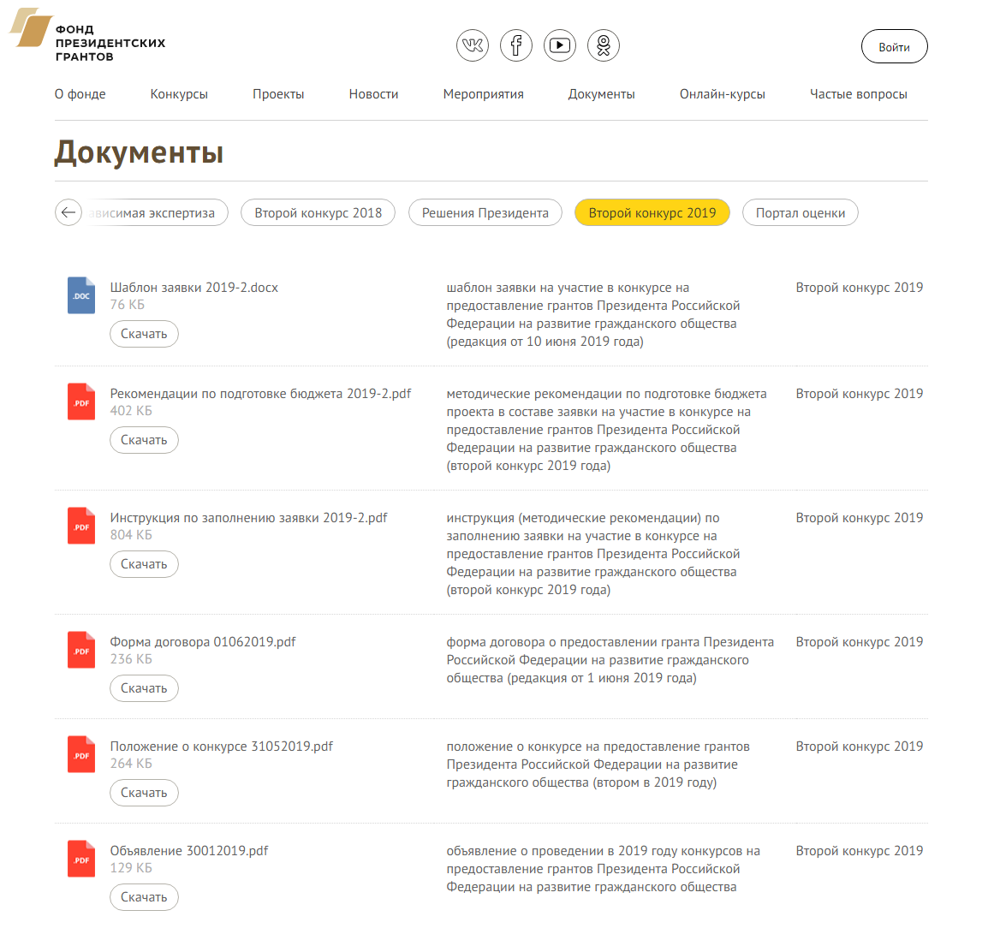 ФОНД
ПРЕЗИДЕНТСКИХ
ГРАНТОВ
Войти
О фонде Конкурсы Проекты Новости Мероприятия Документы Онлайн-курсы Частые вопросы
Документы
экспертиза Второй конкурс 2018 Решения Президента Второй конкурс 2019 Портал оценки
.DOC
Шаблон заявки 2019-2.docx
76 КБ
Скачать
шаблон заявки на участие в конкурсе на
предоставление грантов Президента Российской
Федерации на развитие гражданского общества
(редакция от 10 июня 2019 года)
Второй конкурс 2019
.PDF
Рекомендации по подготовке бюджета 2019-2.pdf
402 КБ
Скачать
методические рекомендации по подготовке бюджета
проекта в составе заявки на участие в конкурсе на
предоставление грантов Президента Российской
Федерации на развитие гражданского общества
(второй конкурс 2019 года)
Второй конкурс 2019
.PDF
Инструкция по заполнению заявки 2019-2.pdf
804 КБ
Скачать
инструкция (методические рекомендации) по
заполнению заявки на участие в конкурсе на
предоставление грантов Президента Российской
Федерации на развитие гражданского общества
(второй конкурс 2019 года)
Второй конкурс 2019
.PDF
Форма договора 01062019.pdf
236 КБ
Скачать
форма договора о предоставлении гранта Президента
Российской Федерации на развитие гражданского
общества (редакция от 1 июня 2019 года)
Второй конкурс 2019
.PDF
Положение о конкурсе 31052019.pdf
264 КБ
Скачать
положение о конкурсе на предоставление грантов
Президента Российской Федерации на развитие
гражданского общества (втором в 2019 году)
Второй конкурс 2019
.PDF
Объявление 30012019.pdf
129 КБ
Скачать
объявление о проведении в 2019 году конкурсов на
предоставление грантов Президента Российской
Федерации на развитие гражданского общества
Второй конкурс 2019